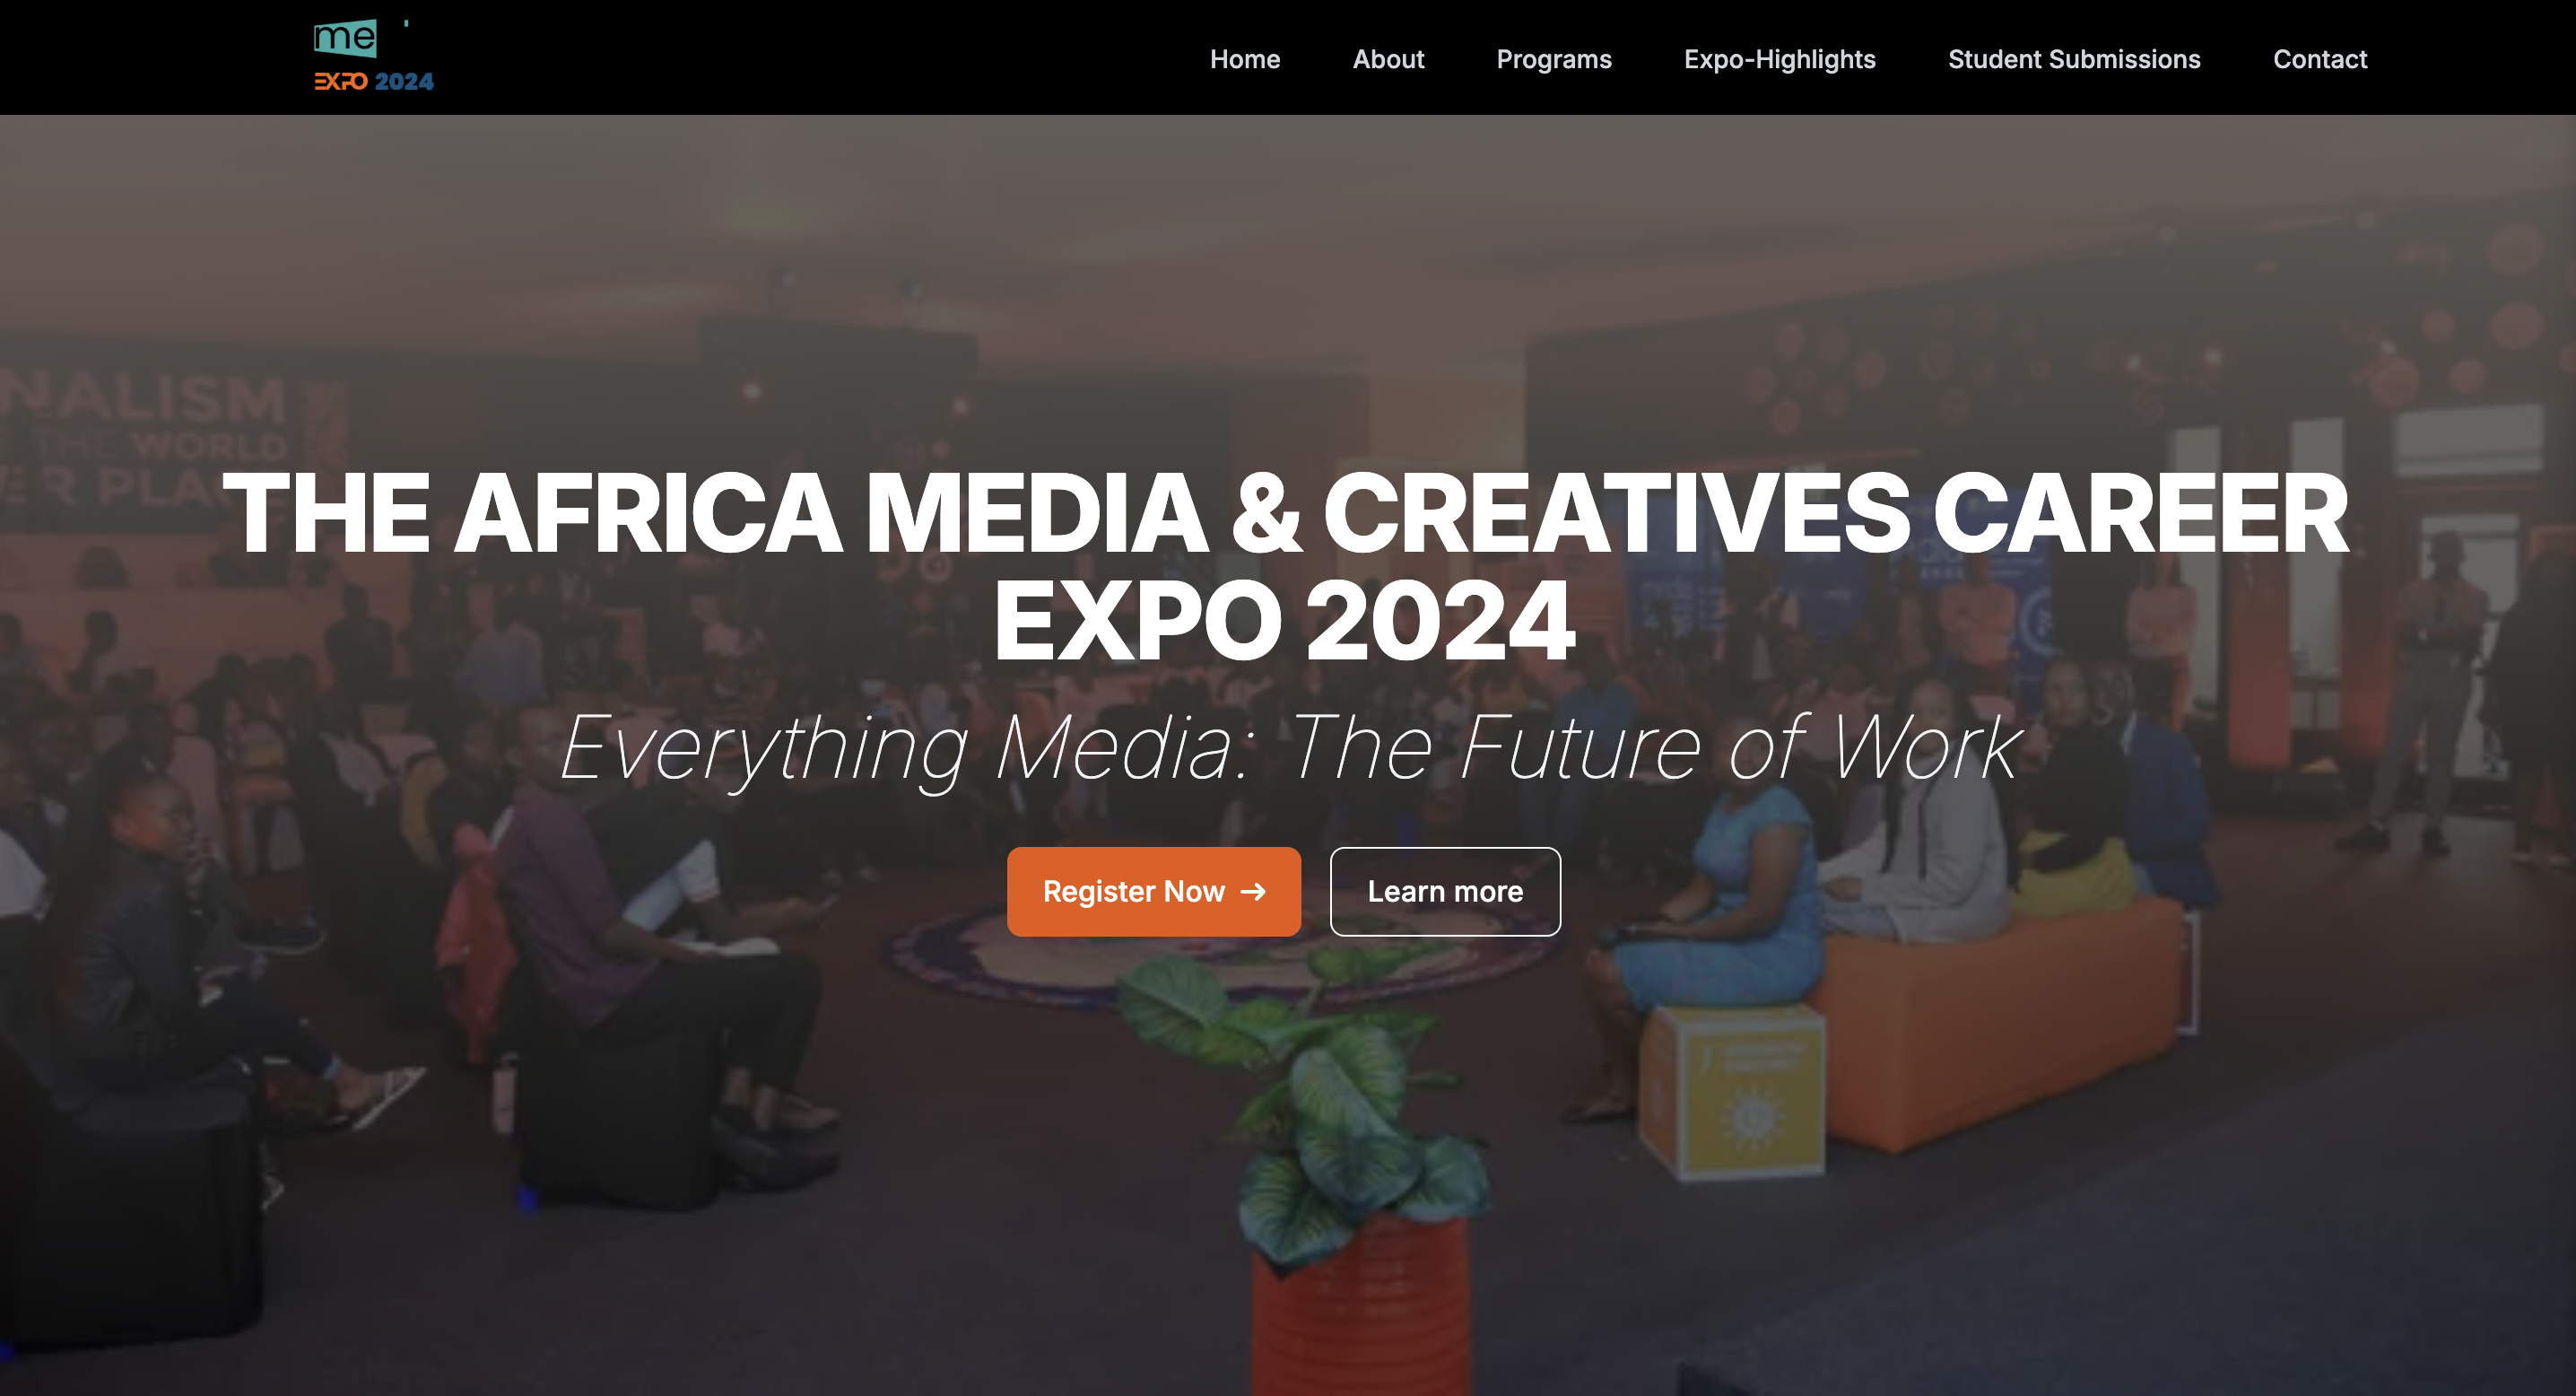 me
EXPO 2024
Home
About
Programs
Expo-Highlights
Student Submissions
Contact
NALISM
THE WORLD
ER PLA
THE AFRICA MEDIA & CREATIVES CAREER
EXPO 2024
Everything Media: The Future of Work
Register Now →
Learn more